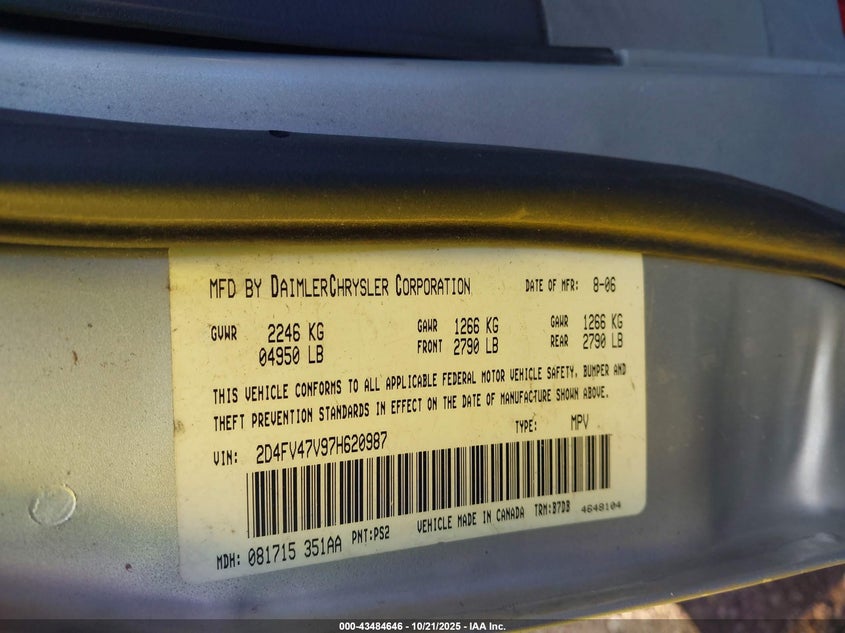 MFD BY DAIMLERCHRYSLER CORPORATION DATE OF MFR: 8-06
GVWR 2246 KG GAWR 1266 KG GAWR 1266 KG
04950 LB FRONT 2790 LB REAR 2790 LB
THIS VEHICLE CONFORMS TO ALL APPLICABLE FEDERAL MOTOR VEHICLE SAFETY, BUMPER AND
THEFT PREVENTION STANDARDS IN EFFECT ON THE DATE OF MANUFACTURE SHOWN ABOVE.
VIN: 2D4FV47V97H620987 TYPE: MPV
MDH: 081715 351AA PNT:PS2 VEHICLE MADE IN CANADA TRM:B7DB 4648104
000-43484646 - 10/21/2025 - IAA Inc.